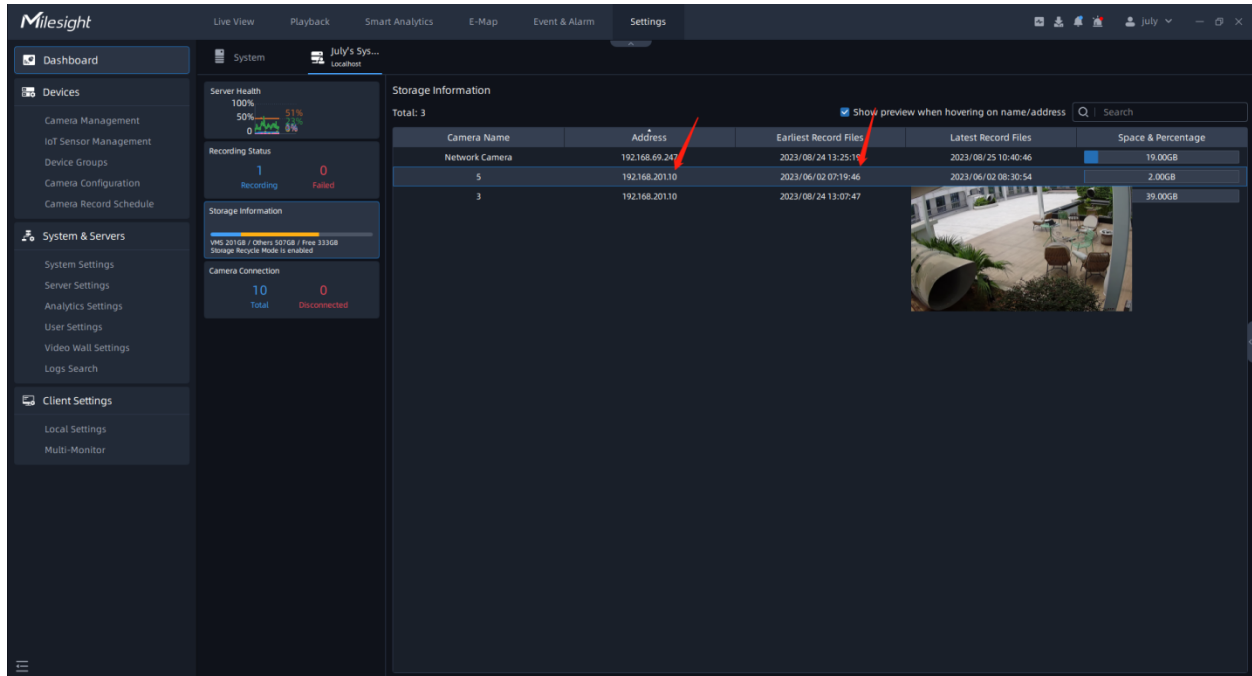 Milesight
Live View Playback Smart Analytics E-Map Event & Alarm Settings july
Dashboard
Devices
Camera Management
IoT Sensor Management
Device Groups
Camera Configuration
Camera Record Schedule
System & Servers
System Settings
Server Settings
Analytics Settings
User Settings
Video Wall Settings
Logs Search
Client Settings
Local Settings
Multi-Monitor
System
July's Sys...
Localhost
Server Health
100%
50%
0
51%
0%
Recording Status
1 0
Recording Failed
Storage Information
VMS 201GB / Others 507GB / Free 333GB
Storage Recycle Mode is enabled
Camera Connection
10 0
Total Disconnected
Storage Information
Total: 3
Show preview when hovering on name/address
Search
Camera Name Address Earliest Record Files Latest Record Files Space & Percentage
Network Camera 192.168.69.247 2023/08/24 13:25:19 2023/08/25 10:40:46 19.00GB
5 192.168.201.10 2023/06/02 07:19:46 2023/06/02 08:30:54 2.00GB
3 192.168.201.10 2023/08/24 13:07:47 39.00GB